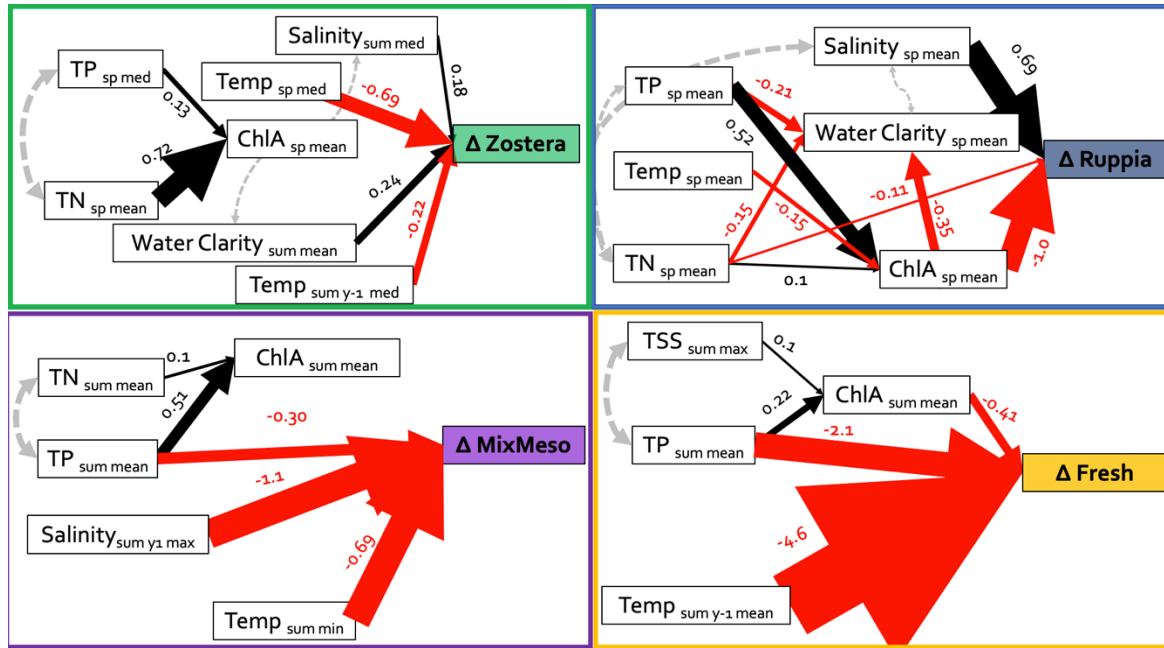 Salinity sum med
TP sp med
Temp sp med
0.13
-0.69
0.18
ChlA sp mean
Δ Zostera
0.72
TN sp mean
0.24
-0.22
Water Clarity sum mean
Temp sum y-1 med
Salinity sp mean
TP sp mean
0.69
-0.21
Water Clarity sp mean
0.52
Δ Ruppia
Temp sp mean
-0.11
-0.15
-0.15
-0.35
TN sp mean
ChlA sp mean
-1.0
0.1
ChlA sum mean
TN sum mean
0.1
0.51
-0.30
Δ MixMeso
TP sum mean
-1.1
Salinity sum y1 max
-0.69
Temp sum min
TSS sum max
0.1
ChlA sum mean
0.22
-0.41
TP sum mean
-2.1
Δ Fresh
-4.6
Temp sum y-1 mean